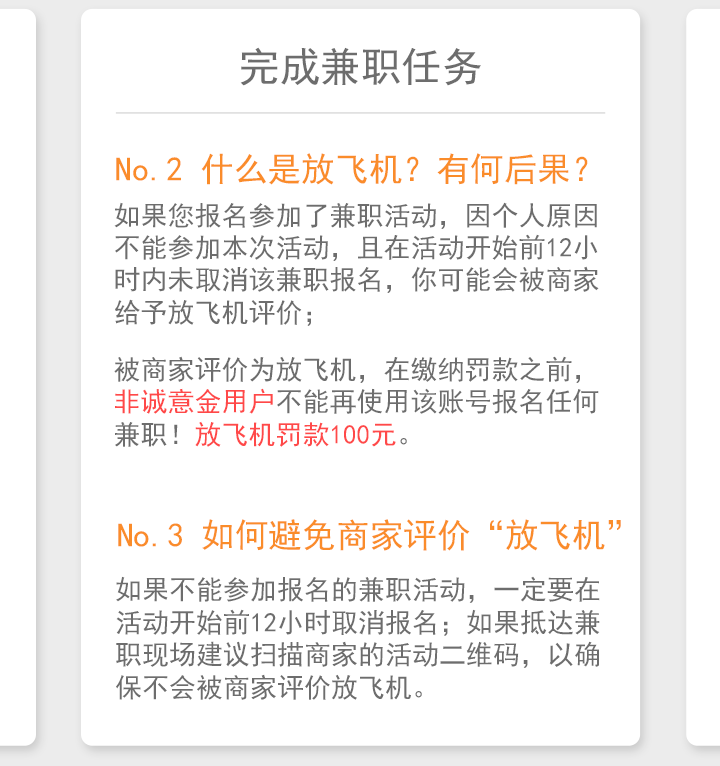 完成兼职任务
No.2 什么是放飞机？有何后果？
如果您报名参加了兼职活动，因个人原因
不能参加本次活动，且在活动开始前12小
时内未取消该兼职报名，你可能会被商家
给予放飞机评价；
被商家评价为放飞机，在缴纳罚款之前，
非诚意金用户不能再使用该账号报名任何
兼职！放飞机罚款100元。
No.3 如何避免商家评价“放飞机”
如果不能参加报名的兼职活动，一定要在
活动开始前12小时取消报名；如果抵达兼
职现场建议扫描商家的活动二维码，以确
保不会被商家评价放飞机。